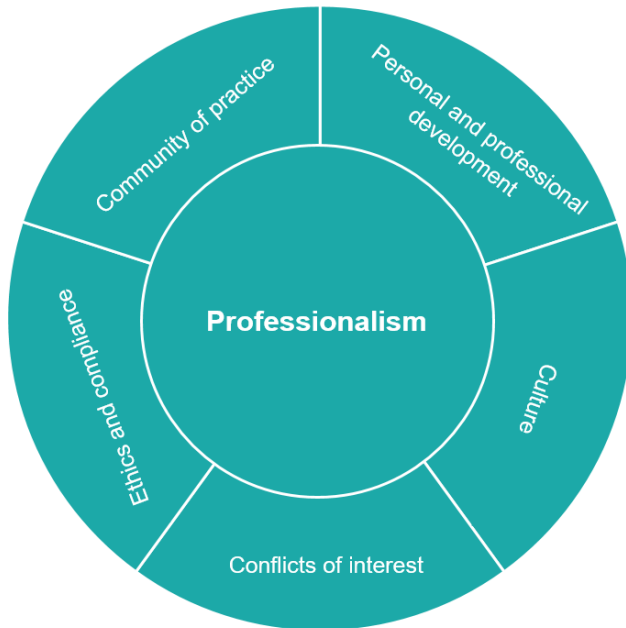 Community of practice
Personal and professional
development
Professionalism
Ethics and compliance
Culture
Conflicts of interest